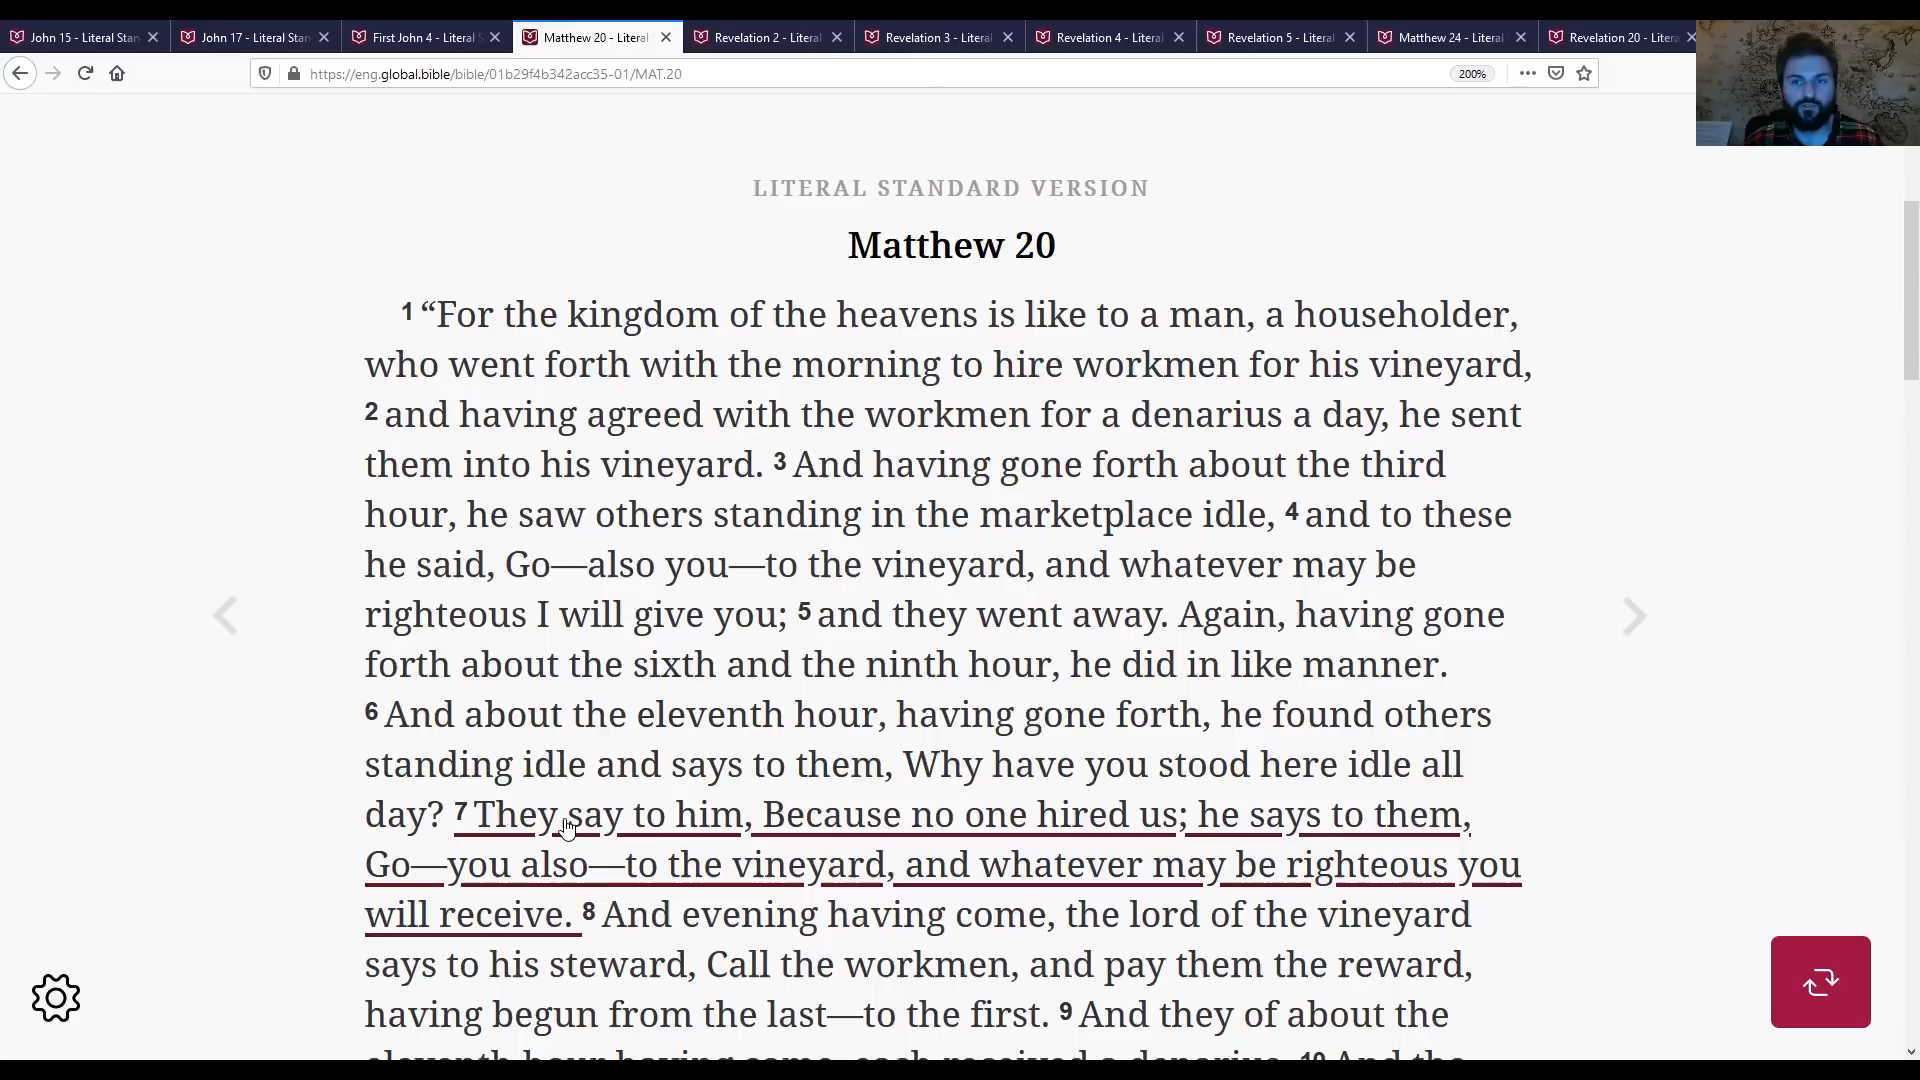 John 15 - Literal Stan
John 17 - Literal Stan
First John 4 - Literal S
Matthew 20 - Literal
Revelation 2 - Literal
Revelation 3 - Literal
Revelation 4 - Literal
Revelation 5 - Literal
Matthew 24 - Literal
Revelation 20 - Litera
https://eng.global.bible/bible/01b29f4b342acc35-01/MAT.20
200%
LITERAL STANDARD VERSION
Matthew 20
1 “For the kingdom of the heavens is like to a man, a householder,
who went forth with the morning to hire workmen for his vineyard,
2 and having agreed with the workmen for a denarius a day, he sent
them into his vineyard. 3 And having gone forth about the third
hour, he saw others standing in the marketplace idle, 4 and to these
he said, Go—also you—to the vineyard, and whatever may be
righteous I will give you; 5 and they went away. Again, having gone
forth about the sixth and the ninth hour, he did in like manner.
6 And about the eleventh hour, having gone forth, he found others
standing idle and says to them, Why have you stood here idle all
day? 7 They say to him, Because no one hired us; he says to them,
Go—you also—to the vineyard, and whatever may be righteous you
will receive. 8 And evening having come, the lord of the vineyard
says to his steward, Call the workmen, and pay them the reward,
having begun from the last—to the first. 9 And they of about the
eleventh hour having come, each received a denarius. 10 And the